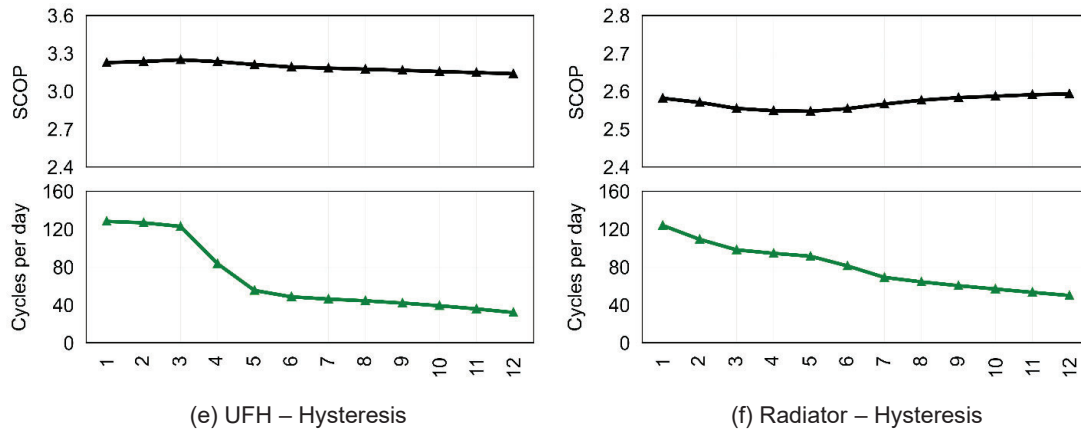 3.6
3.3
3.0
2.7
2.4
SCOP
160
120
80
40
0
Cycles per day
1 2 3 4 5 6 7 8 9 10 11 12
(e) UFH – Hysteresis
2.8
2.7
2.6
2.5
2.4
SCOP
160
120
80
40
0
Cycles per day
1 2 3 4 5 6 7 8 9 10 11 12
(f) Radiator – Hysteresis